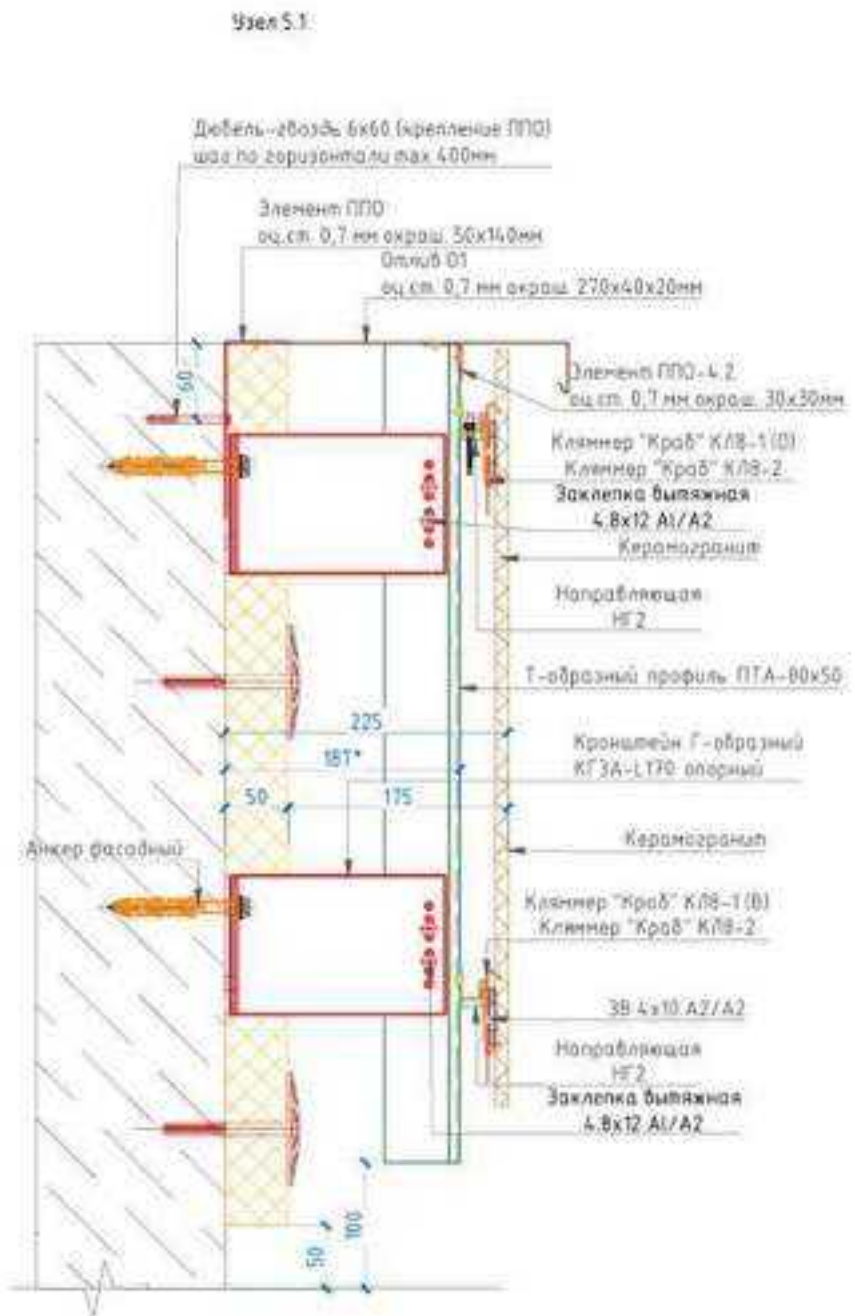 Узел 5.1
Дюбель-гвоздь 6х60 (крепление ППО)
шаг по горизонтали max 400мм
Элемент ППО
оц.ст. 0,7 мм окраш. 50х140мм
Отлив О1
оц.ст. 0,7 мм окраш. 270х40х20мм
60
Элемент ППО-4.2
оц.ст. 0,7 мм окраш. 30х30мм
Кляммер "Краб" КЛ8-1 (О)
Кляммер "Краб" КЛ8-2
Заклепка вытяжная
4.8х12 Al/A2
Керамогранит
Направляющая
НГ2
Т-образный профиль ПТА-80х50
225
187*
50
175
Кронштейн Г-образный
КГ3А-L170 опорный
Анкер фасадный
Керамогранит
Кляммер "Краб" КЛ8-1 (В)
Кляммер "Краб" КЛ8-2
ЗВ 4х10 А2/А2
Направляющая
НГ2
Заклепка вытяжная
4.8х12 Al/A2
100
50